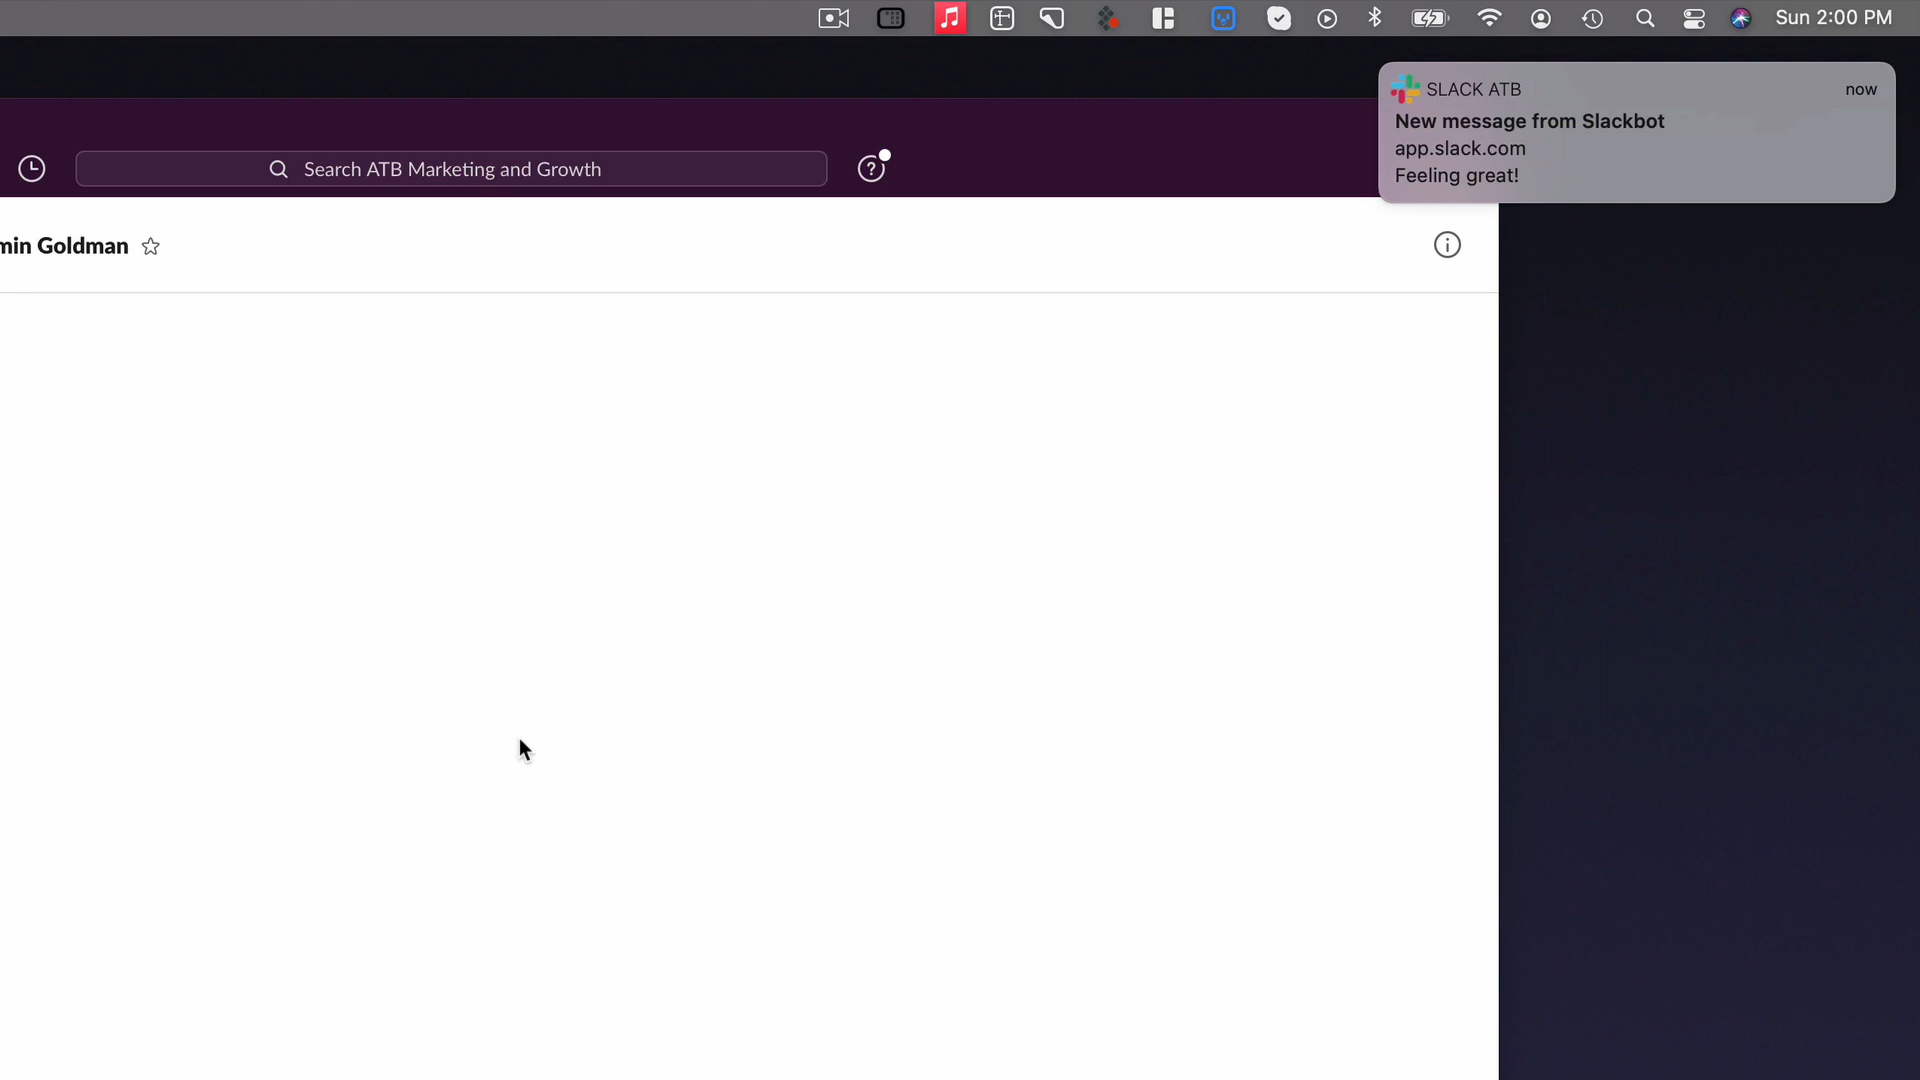 Sun 2:00 PM
SLACK ATB
now
New message from Slackbot
app.slack.com
Feeling great!
Search ATB Marketing and Growth
min Goldman